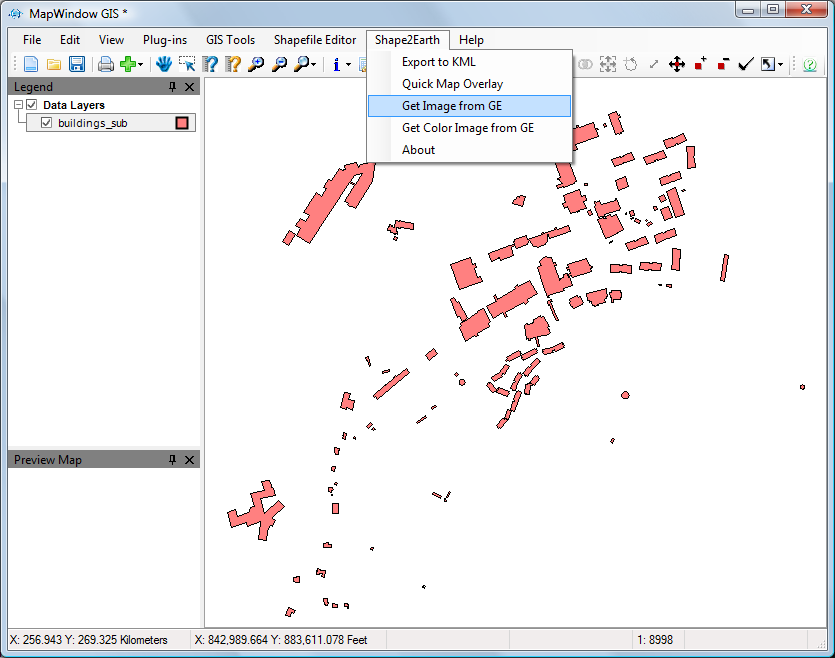 MapWindow GIS *
File Edit View Plug-ins GIS Tools Shapefile Editor Shape2Earth Help
Legend
Data Layers
buildings_sub
Export to KML
Quick Map Overlay
Get Image from GE
Get Color Image from GE
About
Preview Map
X: 256.943 Y: 269.325 Kilometers X: 842,989.664 Y: 883,611.078 Feet 1: 8998